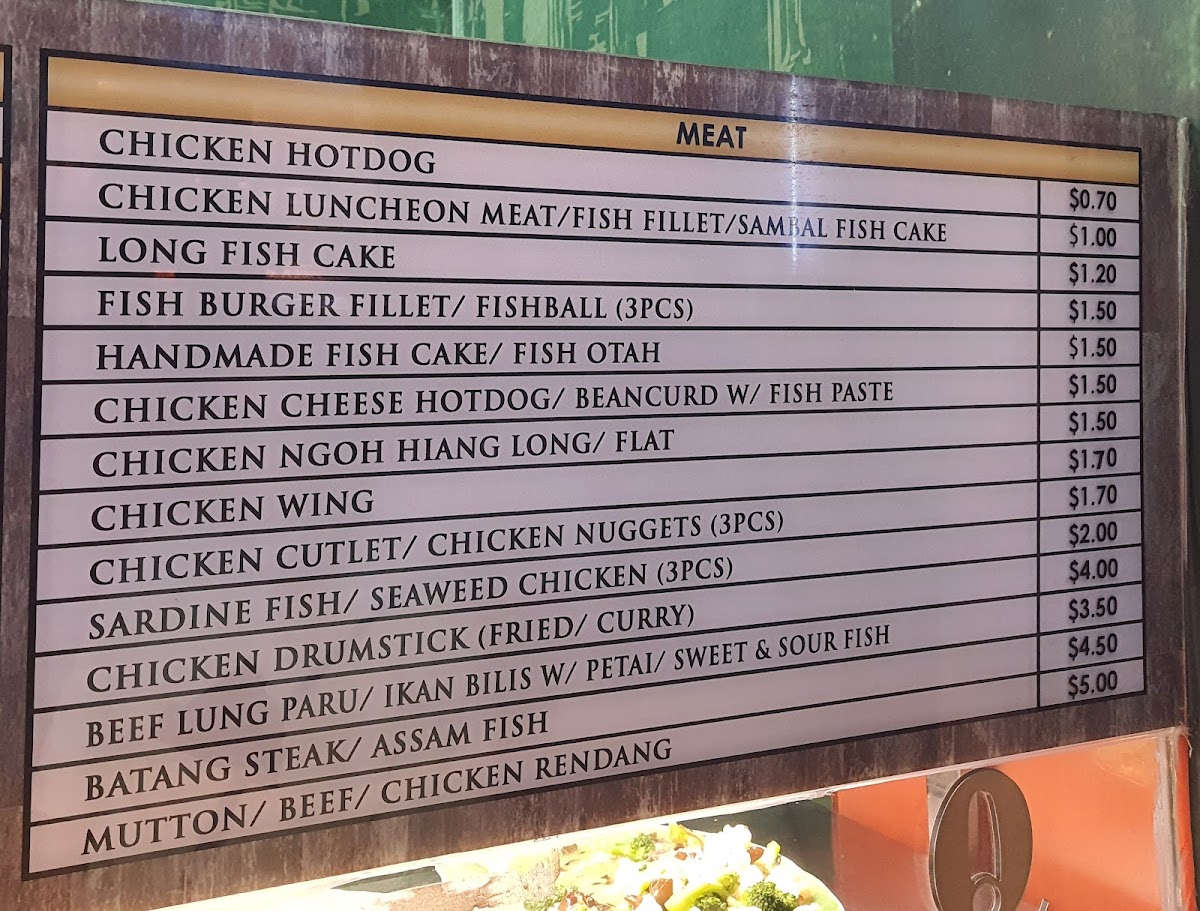 MEAT
CHICKEN HOTDOG $0.70
CHICKEN LUNCHEON MEAT/FISH FILLET/SAMBAL FISH CAKE $1.00
LONG FISH CAKE $1.20
FISH BURGER FILLET/ FISHBALL (3PCS) $1.50
HANDMADE FISH CAKE/ FISH OTAH $1.50
CHICKEN CHEESE HOTDOG/ BEANCURD W/ FISH PASTE $1.50
CHICKEN NGOH HIANG LONG/ FLAT $1.50
CHICKEN WING $1.70
CHICKEN CUTLET/ CHICKEN NUGGETS (3PCS) $1.70
SARDINE FISH/ SEAWEED CHICKEN (3PCS) $2.00
CHICKEN DRUMSTICK (FRIED/ CURRY) $4.00
BEEF LUNG PARU/ IKAN BILIS W/ PETAI/ SWEET & SOUR FISH $3.50
BATANG STEAK/ ASSAM FISH $4.50
MUTTON/ BEEF/ CHICKEN RENDANG $5.00